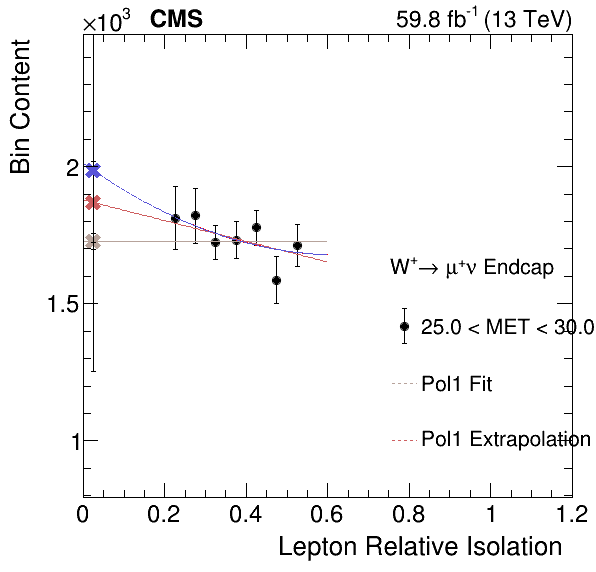 ×10³ CMS 59.8 fb⁻¹ (13 TeV)
Bin Content
2
1.5
1
W⁺→ μ⁺ν Endcap
25.0 < MET < 30.0
Pol1 Fit
Pol1 Extrapolation
0 0.2 0.4 0.6 0.8 1 1.2
Lepton Relative Isolation